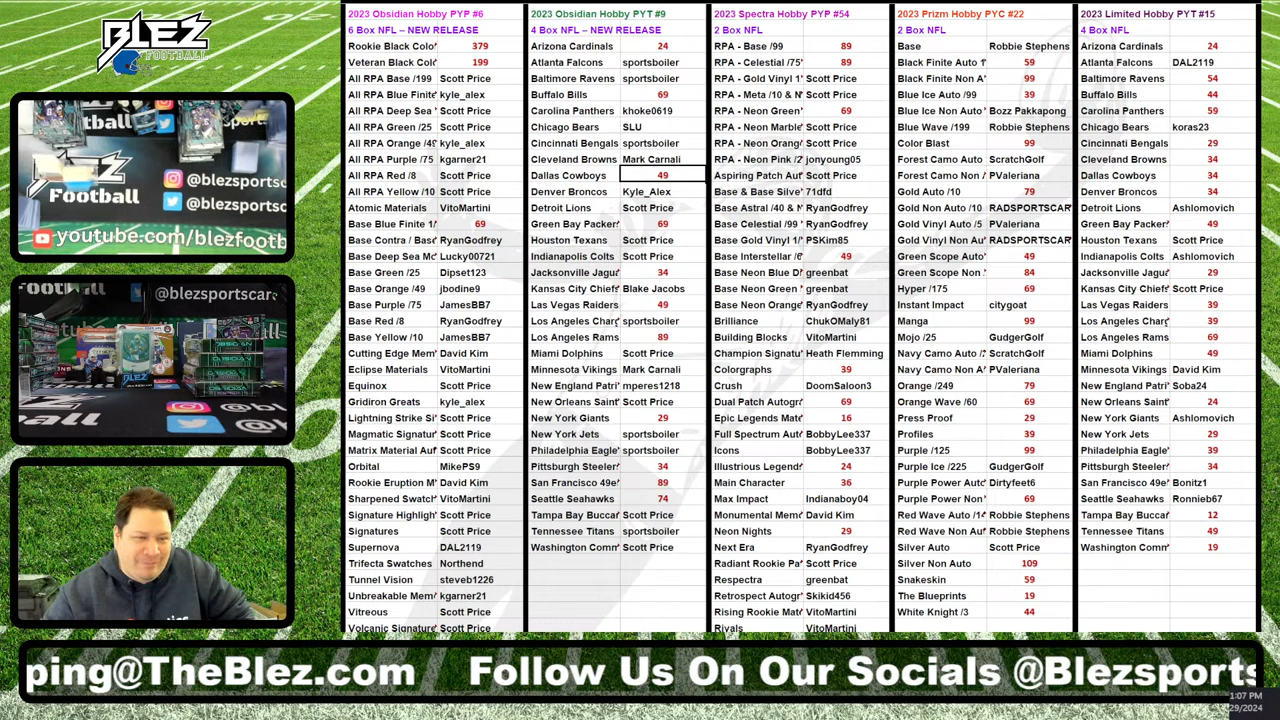 BLEZ
FOOTBALL
Football
@blezsportsc
@blezsportsc
youtube.com/blezfootb
@blezsportscar
ping@TheBlez.com Follow Us On Our Socials @Blezsports
1:07 PM
29/2024
2023 Obsidian Hobby PYP #6
6 Box NFL – NEW RELEASE
Rookie Black Colo 379
Veteran Black Col 199
All RPA Base /199 Scott Price
All RPA Blue Finite kyle_alex
All RPA Deep Sea Scott Price
All RPA Green /25 Scott Price
All RPA Orange /49 kyle_alex
All RPA Purple /75 kgarner21
All RPA Red /8 Scott Price
All RPA Yellow /10 Scott Price
Atomic Materials VitoMartini
Base Blue Finite 1/ 69
Base Contra / Base RyanGodfrey
Base Deep Sea Mo Lucky00721
Base Green /25 Dipset123
Base Orange /49 jbodine9
Base Purple /75 JamesBB7
Base Red /8 RyanGodfrey
Base Yellow /10 JamesBB7
Cutting Edge Mem David Kim
Eclipse Materials VitoMartini
Equinox Scott Price
Gridiron Greats kyle_alex
Lightning Strike Si Scott Price
Magmatic Signatur Scott Price
Matrix Material Aut Scott Price
Orbital MikePS9
Rookie Eruption M David Kim
Sharpened Swatch VitoMartini
Signature Highligh Scott Price
Signatures Scott Price
Supernova DAL2119
Trifecta Swatches Northend
Tunnel Vision steveb1226
Unbreakable Mem kgarner21
Vitreous Scott Price
Volcanic Signature Scott Price
2023 Obsidian Hobby PYT #9
4 Box NFL – NEW RELEASE
Arizona Cardinals 24
Atlanta Falcons sportsboiler
Baltimore Ravens sportsboiler
Buffalo Bills 69
Carolina Panthers khoke0619
Chicago Bears SLU
Cincinnati Bengals sportsboiler
Cleveland Browns Mark Carnali
Dallas Cowboys 49
Denver Broncos Kyle_Alex
Detroit Lions Scott Price
Green Bay Packer 69
Houston Texans Scott Price
Indianapolis Colts Scott Price
Jacksonville Jagu 34
Kansas City Chiefs Blake Jacobs
Las Vegas Raiders 49
Los Angeles Charg sportsboiler
Los Angeles Rams 89
Miami Dolphins Scott Price
Minnesota Vikings Mark Carnali
New England Patri mperes1218
New Orleans Saint Scott Price
New York Giants 29
New York Jets sportsboiler
Philadelphia Eagle sportsboiler
Pittsburgh Steeler 34
San Francisco 49e 89
Seattle Seahawks 74
Tampa Bay Buccar Scott Price
Tennessee Titans sportsboiler
Washington Comm Scott Price
2023 Spectra Hobby PYP #54
2 Box NFL
RPA - Base /99 89
RPA - Celestial /75 89
RPA - Gold Vinyl 1 Scott Price
RPA - Meta /10 & N Scott Price
RPA - Neon Green 69
RPA - Neon Marble Scott Price
RPA - Neon Orang Scott Price
RPA - Neon Pink /2 jonyoung05
Aspiring Patch Aut Scott Price
Base & Base Silve 71dfd
Base Astral /40 & N RyanGodfrey
Base Celestial /99 RyanGodfrey
Base Gold Vinyl 1/ PSKim85
Base Interstellar /6 49
Base Neon Blue D greenbat
Base Neon Green greenbat
Base Neon Orange RyanGodfrey
Brilliance ChukOMaly81
Building Blocks VitoMartini
Champion Signatu Heath Flemming
Colorgraphs 39
Crush DoomSaloon3
Dual Patch Autogr 69
Epic Legends Mat 16
Full Spectrum Aut BobbyLee337
Icons BobbyLee337
Illustrious Legend 24
Main Character 36
Max Impact Indianaboy04
Monumental Mem David Kim
Neon Nights 29
Next Era RyanGodfrey
Radiant Rookie Pa Scott Price
Respectra greenbat
Retrospect Autogr Skikid456
Rising Rookie Mat VitoMartini
Rivals VitoMartini
2023 Prizm Hobby PYC #22
2 Box NFL
Base Robbie Stephens
Black Finite Auto 1 59
Black Finite Non A 99
Blue Ice Auto /99 39
Blue Ice Non Auto Bozz Pakkapong
Blue Wave /199 Robbie Stephens
Color Blast 99
Forest Camo Auto ScratchGolf
Forest Camo Non / PValeriana
Gold Auto /10 79
Gold Non Auto /10 RADSPORTSCAR
Gold Vinyl Auto /5 PValeriana
Gold Vinyl Non Au RADSPORTSCAR
Green Scope Auto 49
Green Scope Non 84
Hyper /175 69
Instant Impact citygoat
Manga 99
Mojo /25 GudgerGolf
Navy Camo Auto /2 ScratchGolf
Navy Camo Non A PValeriana
Orange /249 79
Orange Wave /60 69
Press Proof 29
Profiles 39
Purple /125 99
Purple Ice /225 GudgerGolf
Purple Power Auto Dirtyfeet6
Purple Power Non 69
Red Wave Auto /14 Robbie Stephens
Red Wave Non Aut Robbie Stephens
Silver Auto Scott Price
Silver Non Auto 109
Snakeskin 59
The Blueprints 19
White Knight /3 44
2023 Limited Hobby PYT #15
4 Box NFL
Arizona Cardinals 24
Atlanta Falcons DAL2119
Baltimore Ravens 54
Buffalo Bills 44
Carolina Panthers 59
Chicago Bears koras23
Cincinnati Bengals 29
Cleveland Browns 34
Dallas Cowboys 34
Denver Broncos 34
Detroit Lions Ashlomovich
Green Bay Packer 49
Houston Texans Scott Price
Indianapolis Colts Ashlomovich
Jacksonville Jagu 29
Kansas City Chiefs Scott Price
Las Vegas Raiders 39
Los Angeles Charg 39
Los Angeles Rams 69
Miami Dolphins 49
Minnesota Vikings David Kim
New England Patri Soba24
New Orleans Saint 24
New York Giants Ashlomovich
New York Jets 29
Philadelphia Eagle 39
Pittsburgh Steeler 34
San Francisco 49e Bonitz1
Seattle Seahawks Ronnieb67
Tampa Bay Buccar 12
Tennessee Titans 49
Washington Comm 19